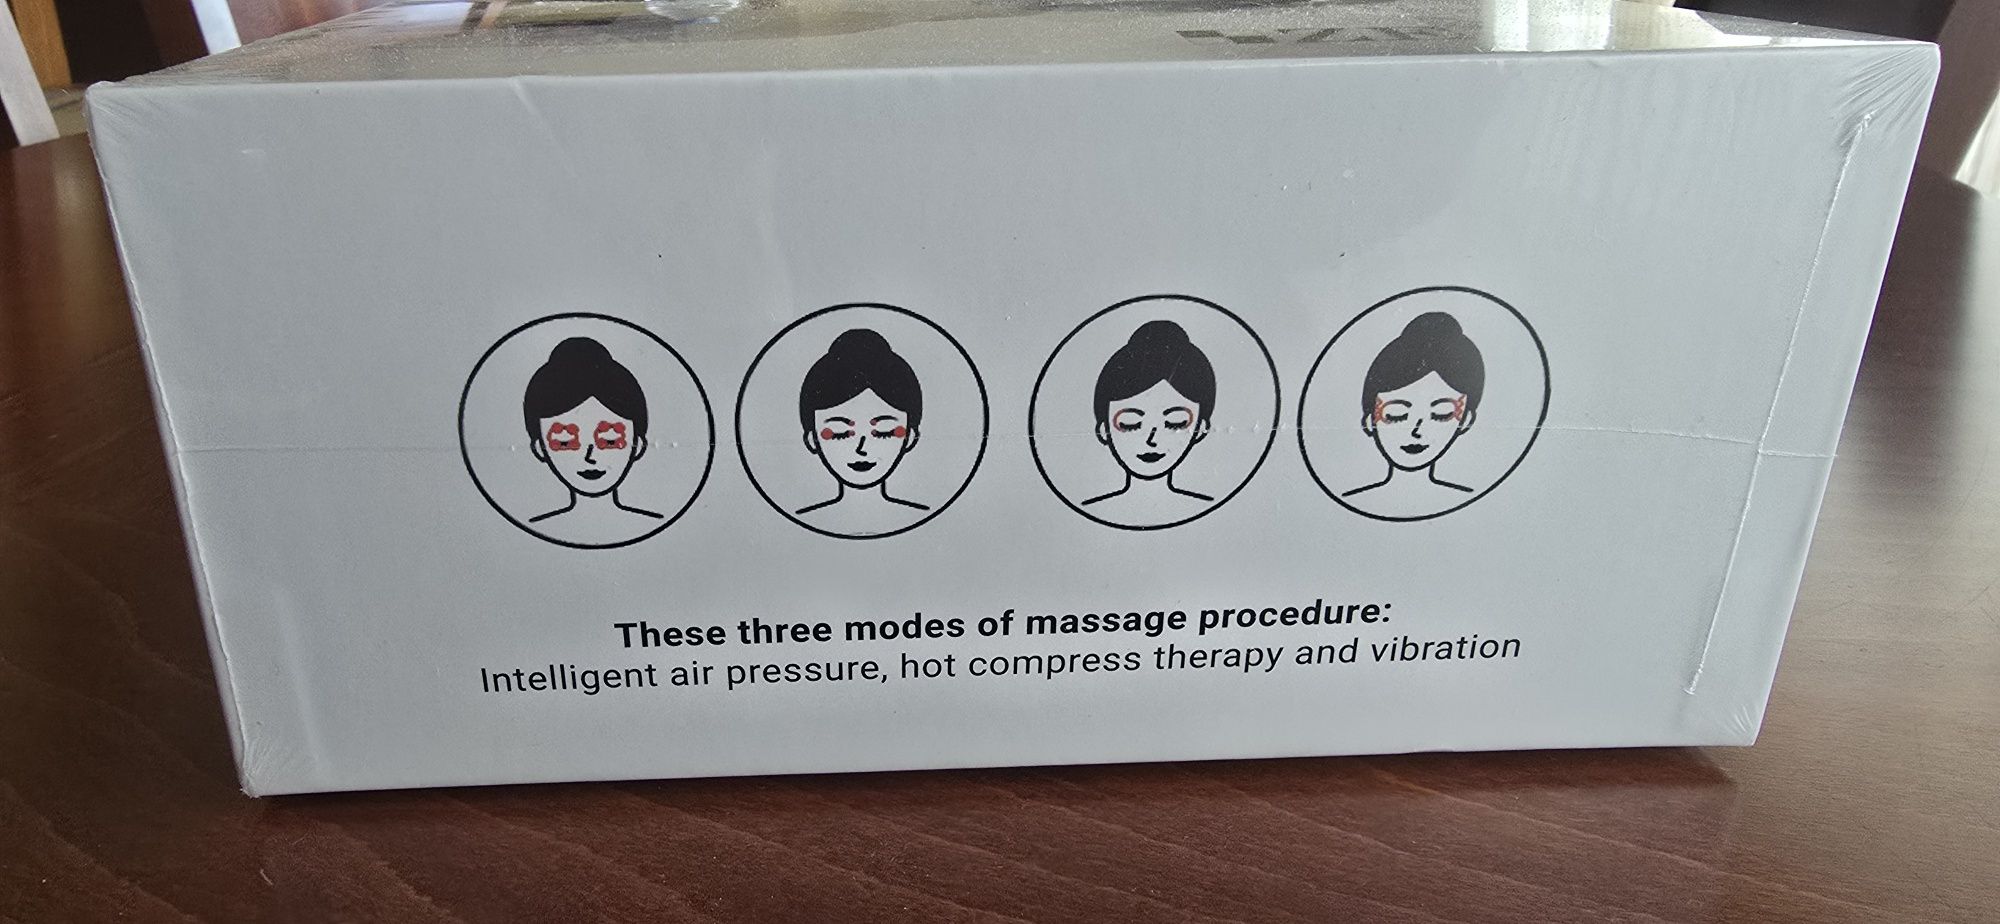 These three modes of massage procedure:
Intelligent air pressure, hot compress therapy and vibration